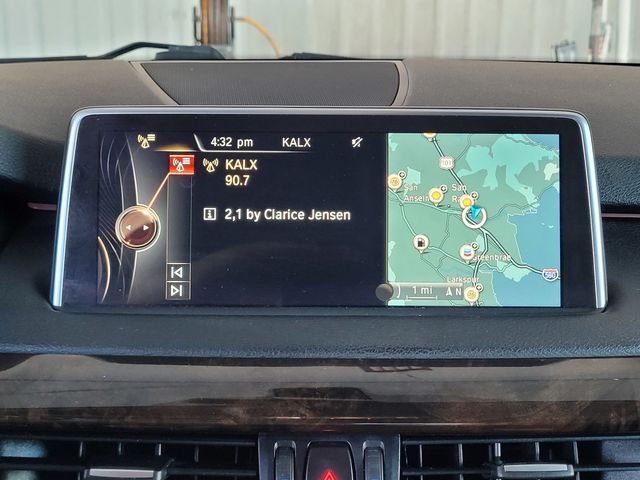 4:32 pm KALX
KALX
90.7
2,1 by Clarice Jensen
101
San
Anselm
San
Ra
Greenbrae
580
Larkspur
1 mi
N